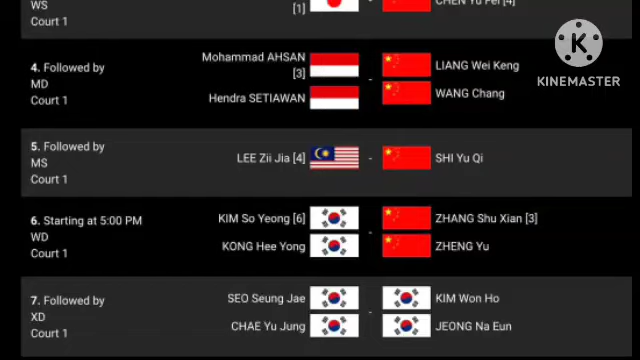 WS
[1]
CHEN Yu Fei [4]
Court 1
4. Followed by
MD
Court 1
Mohammad AHSAN
[3]
Hendra SETIAWAN
-
LIANG Wei Keng
WANG Chang
K
KINEMASTER
5. Followed by
MS
Court 1
LEE Zii Jia [4]
-
SHI Yu Qi
6. Starting at 5:00 PM
WD
Court 1
KIM So Yeong [6]
KONG Hee Yong
-
ZHANG Shu Xian [3]
ZHENG Yu
7. Followed by
XD
Court 1
SEO Seung Jae
CHAE Yu Jung
-
KIM Won Ho
JEONG Na Eun